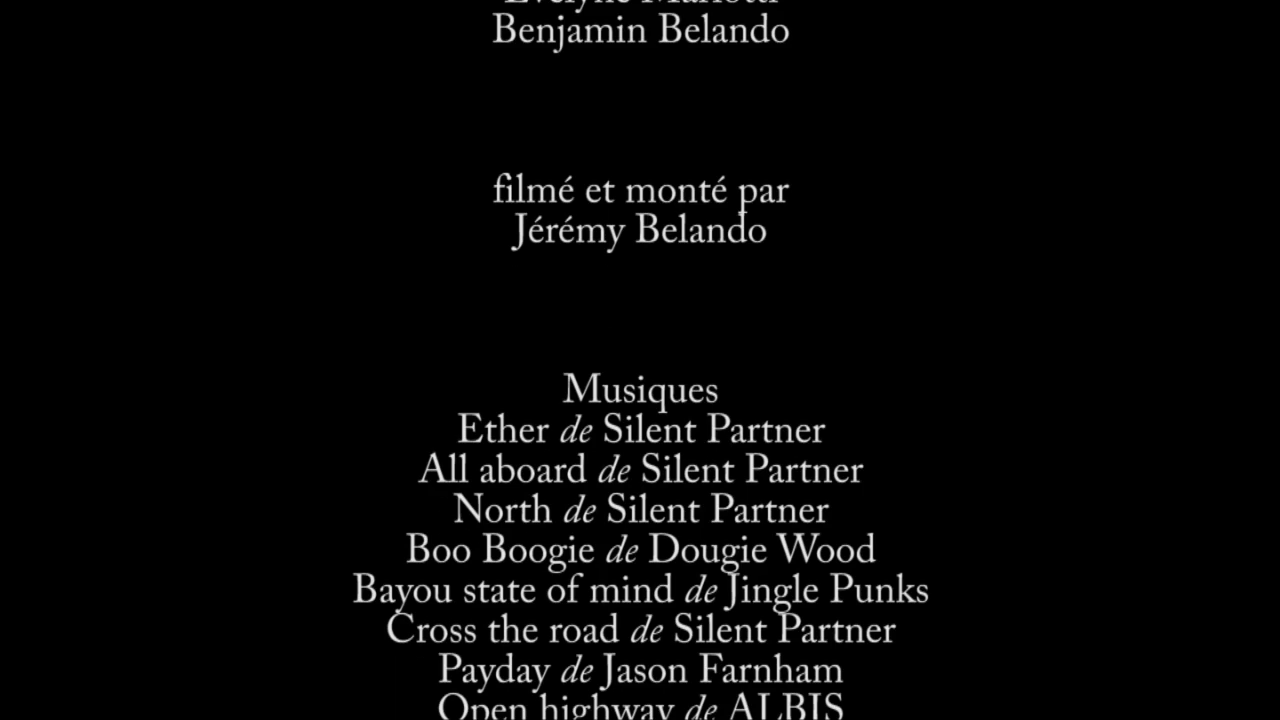 Evelyne Mariotti
Benjamin Belando
filmé et monté par
Jérémy Belando
Musiques
Ether de Silent Partner
All aboard de Silent Partner
North de Silent Partner
Boo Boogie de Dougie Wood
Bayou state of mind de Jingle Punks
Cross the road de Silent Partner
Payday de Jason Farnham
Open highway de ALBIS